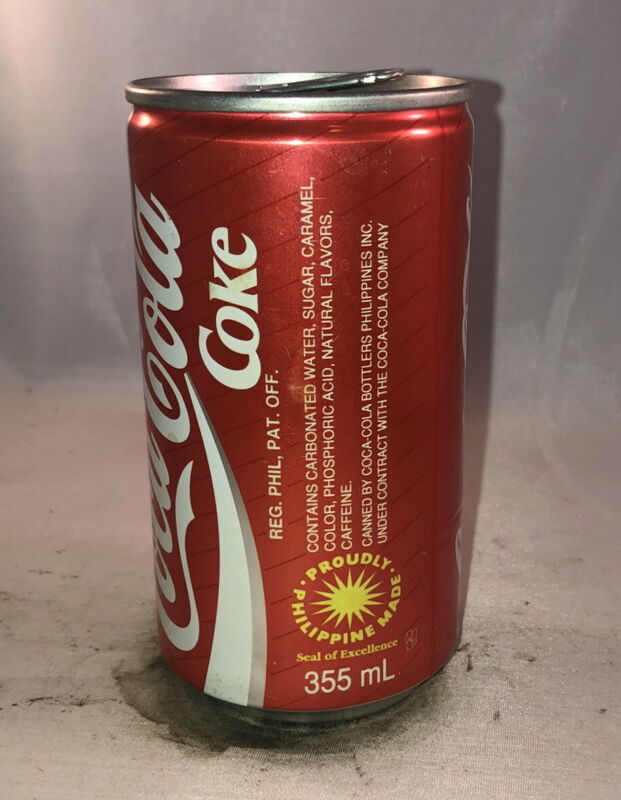 Coca-Cola
Coke
REG. PHIL, PAT. OFF.
CONTAINS CARBONATED WATER, SUGAR, CARAMEL,
COLOR, PHOSPHORIC ACID, NATURAL FLAVORS,
CAFFEINE.
CANNED BY COCA-COLA BOTTLERS PHILIPPINES INC.
UNDER CONTRACT WITH THE COCA-COLA COMPANY
· PROUDLY ·
PHILIPPINE MADE
Seal of Excellence
355 mL